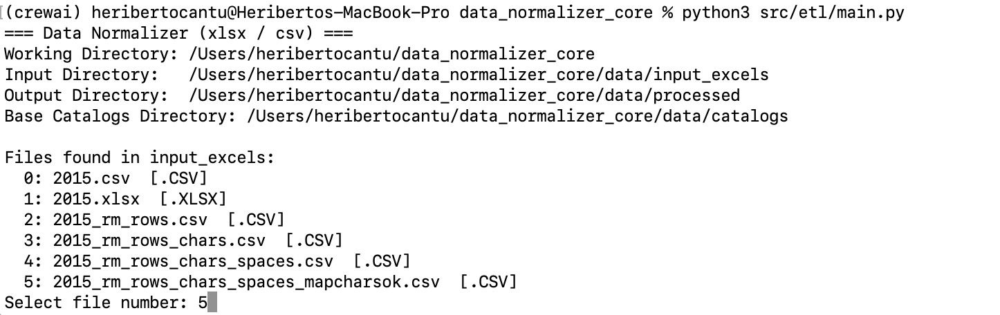 (crewai) heribertocantu@Heribertos-MacBook-Pro data_normalizer_core % python3 src/etl/main.py
=== Data Normalizer (xlsx / csv) ===
Working Directory: /Users/heribertocantu/data_normalizer_core
Input Directory:   /Users/heribertocantu/data_normalizer_core/data/input_excels
Output Directory:  /Users/heribertocantu/data_normalizer_core/data/processed
Base Catalogs Directory: /Users/heribertocantu/data_normalizer_core/data/catalogs

Files found in input_excels:
  0: 2015.csv  [.CSV]
  1: 2015.xlsx  [.XLSX]
  2: 2015_rm_rows.csv  [.CSV]
  3: 2015_rm_rows_chars.csv  [.CSV]
  4: 2015_rm_rows_chars_spaces.csv  [.CSV]
  5: 2015_rm_rows_chars_spaces_mapcharsok.csv  [.CSV]
Select file number: 5